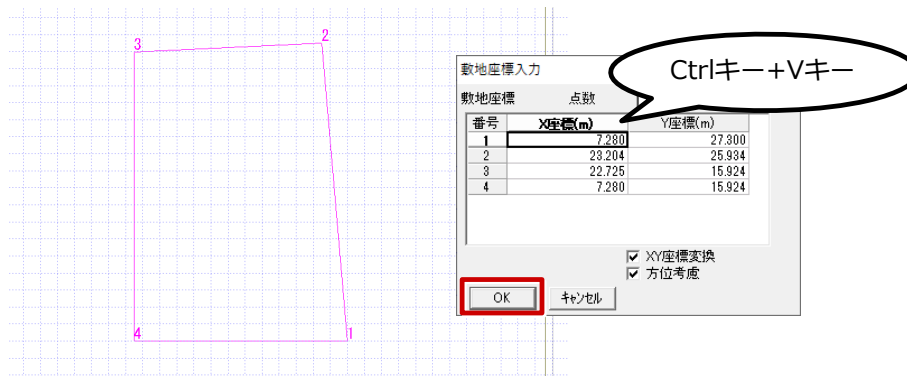 3
2
4
1
Ctrlキー+Vキー
敷地座標入力
敷地座標 点数
番号 X座標(m) Y座標(m)
1 7.280 27.300
2 23.204 25.934
3 22.725 15.924
4 7.280 15.924
XY座標変換
方位考慮
OK キャンセル